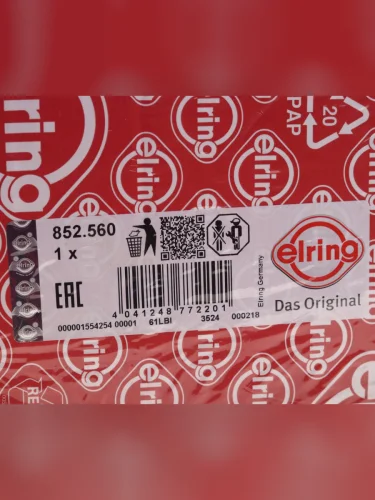 elring
20
PAP
852.560
1 x
EAC
4 041248 772201
000001554254 00001 61LBI 3524 000218
Elring Germany
elring
Das Original